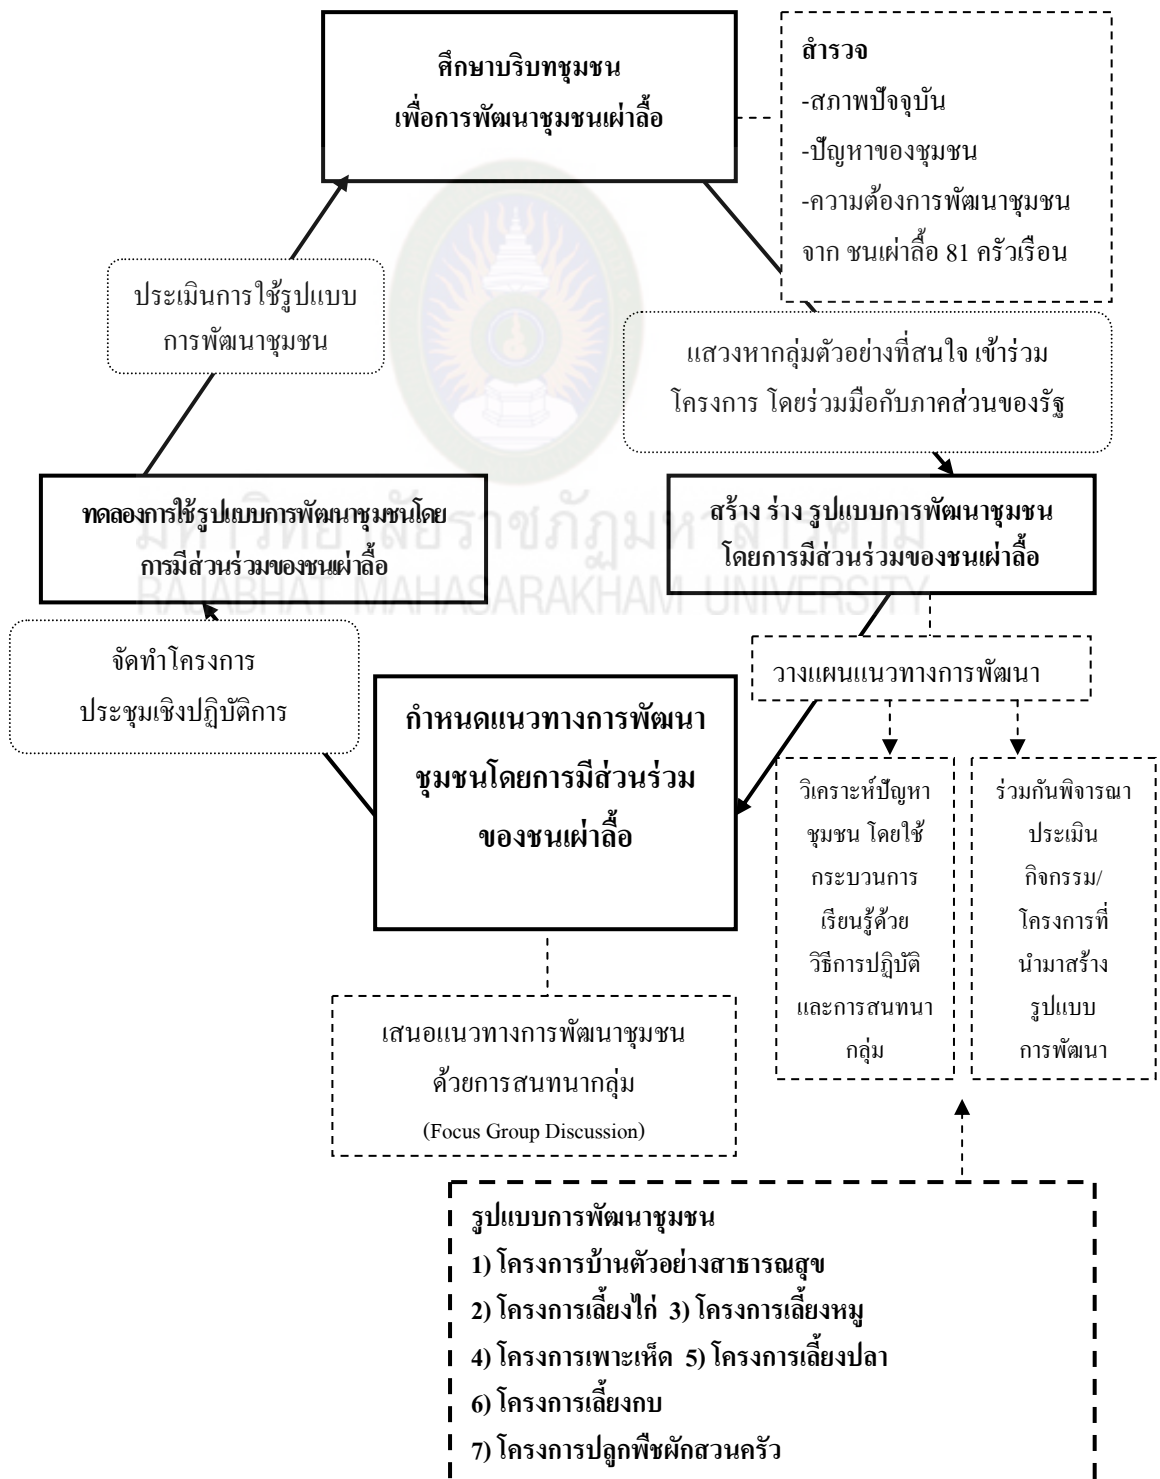 ศึกษาบริบทชุมชน
เพื่อการพัฒนาชุมชนเผ่าลื้อ
สำรวจ
-สภาพปัจจุบัน
-ปัญหาของชุมชน
-ความต้องการพัฒนาชุมชน
จาก ชนเผ่าลื้อ 81 ครัวเรือน
ประเมินการใช้รูปแบบ
การพัฒนาชุมชน
แสวงหากลุ่มตัวอย่างที่สนใจ เข้าร่วม
โครงการ โดยร่วมมือกับภาคส่วนของรัฐ
ทดลองการใช้รูปแบบการพัฒนาชุมชนโดย
การมีส่วนร่วมของชนเผ่าลื้อ
สร้าง ร่าง รูปแบบการพัฒนาชุมชน
โดยการมีส่วนร่วมของชนเผ่าลื้อ
มหาวิทยาลัยราชภัฏมหาสารคาม
RAJABHAT MAHASARAKHAM UNIVERSITY
จัดทำโครงการ
ประชุมเชิงปฏิบัติการ
กำหนดแนวทางการพัฒนา
ชุมชนโดยการมีส่วนร่วม
ของชนเผ่าลื้อ
วางแผนแนวทางการพัฒนา
วิเคราะห์ปัญหา
ชุมชน โดยใช้
กระบวนการ
เรียนรู้ด้วย
วิธีการปฏิบัติ
และการสนทนา
กลุ่ม
ร่วมกันพิจารณา
ประเมิน
กิจกรรม/
โครงการที่
นำมาสร้าง
รูปแบบ
การพัฒนา
เสนอแนวทางการพัฒนาชุมชน
ด้วยการสนทนากลุ่ม
(Focus Group Discussion)
รูปแบบการพัฒนาชุมชน
1) โครงการบ้านตัวอย่างสาธารณสุข
2) โครงการเลี้ยงไก่ 3) โครงการเลี้ยงหมู
4) โครงการเพาะเห็ด 5) โครงการเลี้ยงปลา
6) โครงการเลี้ยงกบ
7) โครงการปลูกพืชผักสวนครัว